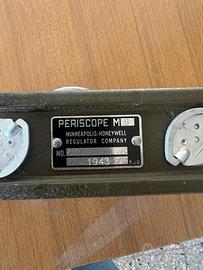 PERISCOPE M
MINNEAPOLIS-HONEYWELL
REGULATOR COMPANY
NO.
1943